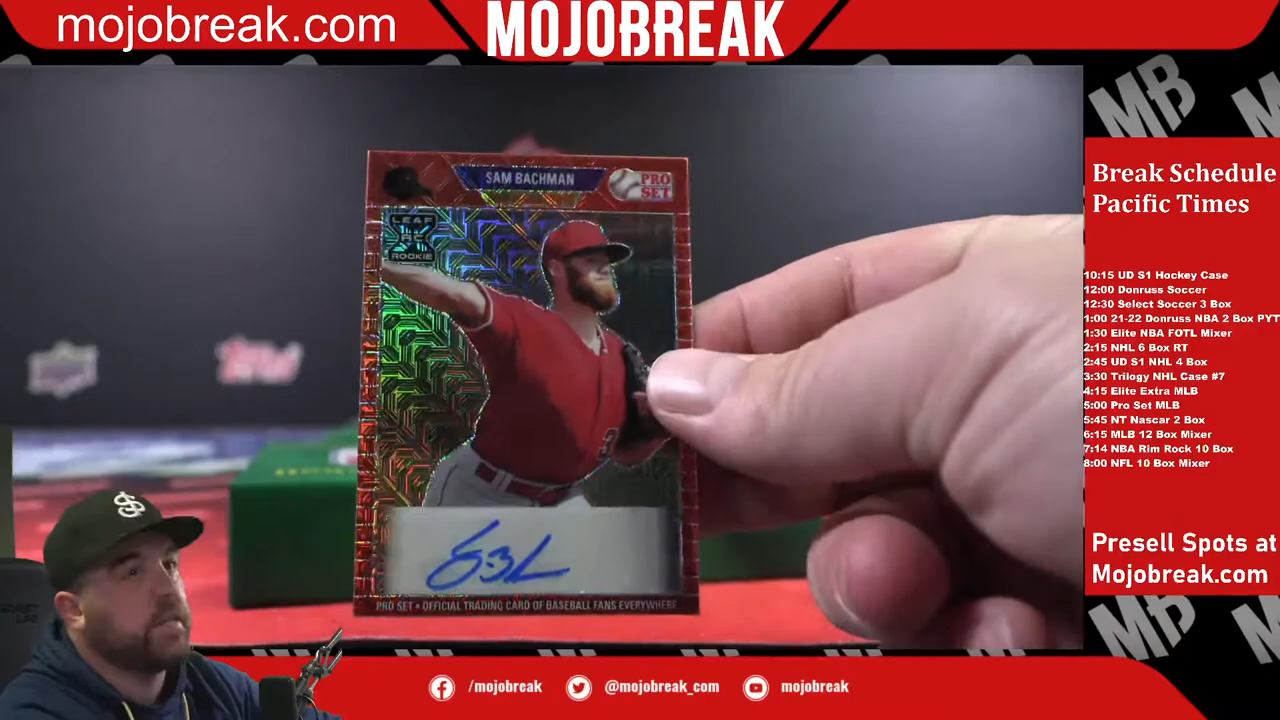 mojobreak.com
MOJOBREAK
MB
SAM BACHMAN
PRO
SET
LEAF
RC
ROOKIE
PRO SET • OFFICIAL TRADING CARD OF BASEBALL FANS EVERYWHERE
Break Schedule
Pacific Times
10:15 UD S1 Hockey Case
12:00 Donruss Soccer
12:30 Select Soccer 3 Box
1:00 21-22 Donruss NBA 2 Box PYT
1:30 Elite NBA FOTL Mixer
2:15 NHL 6 Box RT
2:45 UD S1 NHL 4 Box
3:30 Trilogy NHL Case #7
4:15 Elite Extra MLB
5:00 Pro Set MLB
5:45 NT Nascar 2 Box
6:15 MLB 12 Box Mixer
7:14 NBA Rim Rock 10 Box
8:00 NFL 10 Box Mixer
Presell Spots at
Mojobreak.com
MB
/mojobreak
@mojobreak_com
mojobreak